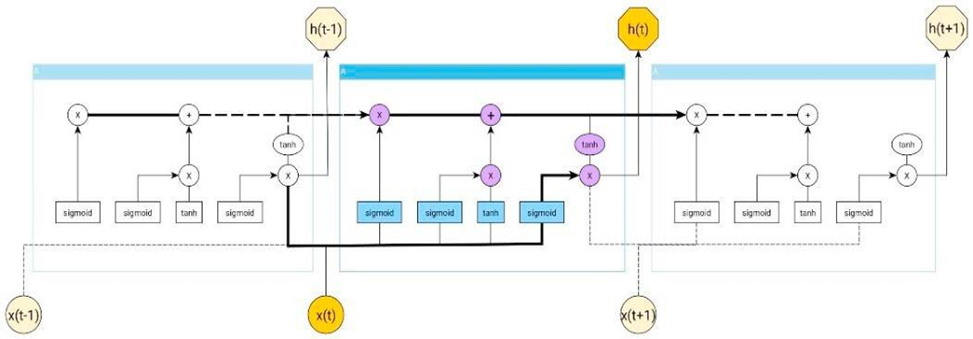 h(t-1) h(t) h(t+1)
A A A
x + x + x +
tanh tanh tanh
x x x x x x
sigmoid sigmoid tanh sigmoid sigmoid sigmoid tanh sigmoid sigmoid sigmoid tanh sigmoid
x(t-1) x(t) x(t+1)